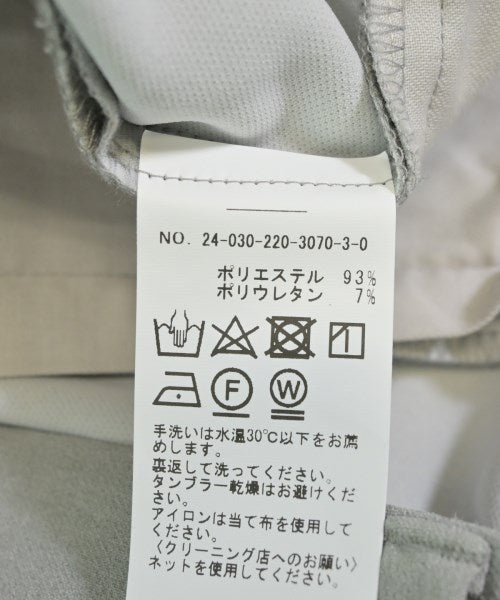 NO. 24-030-220-3070-3-0
ポリエステル 93%
ポリウレタン 7%
F W
手洗いは水温30℃以下をお薦
めします。
裏返して洗ってください。
タンブラー乾燥はお避けくだ
さい。
アイロンは当て布を使用して
ください。
〈クリーニング店へのお願い〉
ネットを使用してください。